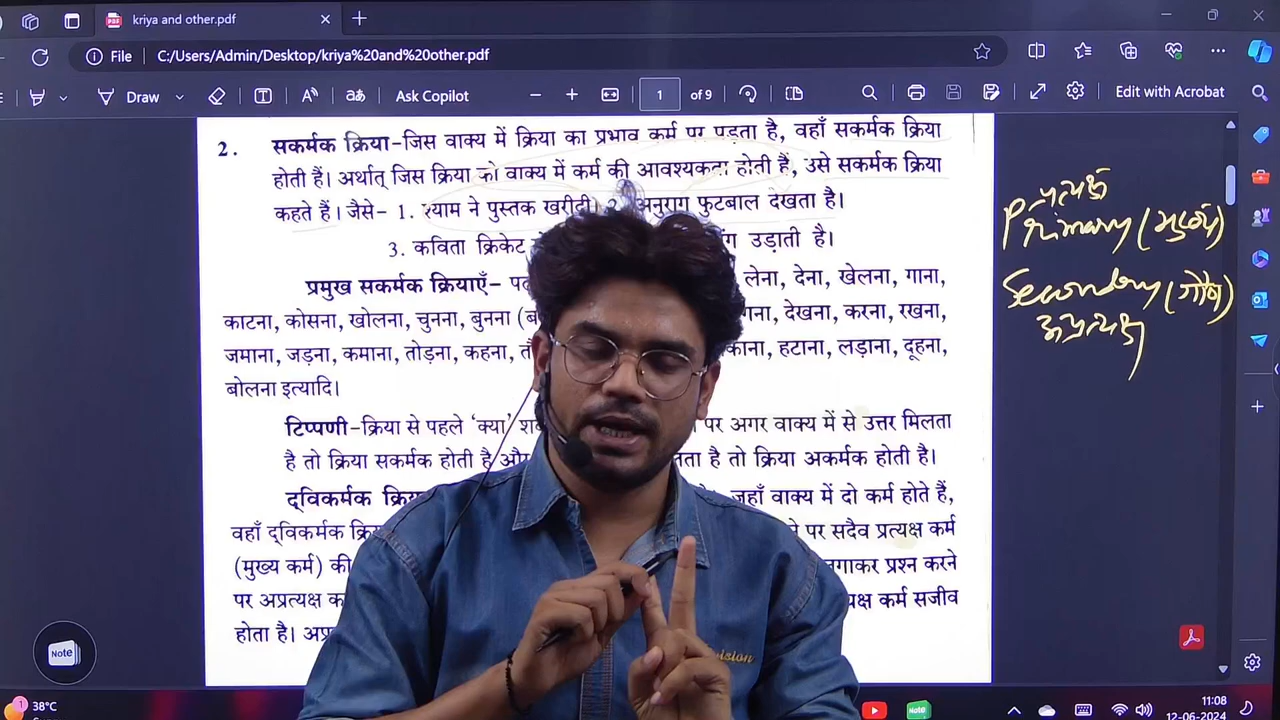 kriya and other.pdf
File C:/Users/Admin/Desktop/kriya%20and%20other.pdf
Draw Ask Copilot 1 of 9 Edit with Acrobat
2. सकर्मक क्रिया-जिस वाक्य में क्रिया का प्रभाव कर्म पर पड़ता है, वहाँ सकर्मक क्रिया
होती हैं। अर्थात् जिस क्रिया को वाक्य में कर्म की आवश्यकता होती हैं, उसे सकर्मक क्रिया
कहते हैं। जैसे- 1. श्याम ने पुस्तक खरीदी। 2. अनुराग फुटबाल देखता है।
3. कविता क्रिकेट उड़ाती है।
प्रमुख सकर्मक क्रियाएँ- लेना, देना, खेलना, गाना,
काटना, कोसना, खोलना, चुनना, बुनना देखना, करना, रखना,
जमाना, जड़ना, कमाना, तोड़ना, कहना, हटाना, लड़ाना, दूहना,
बोलना इत्यादि।
टिप्पणी-क्रिया से पहले 'क्या' पर अगर वाक्य में से उत्तर मिलता
है तो क्रिया सकर्मक होती है और है तो क्रिया अकर्मक होती है।
द्विकर्मक जहाँ वाक्य में दो कर्म होते हैं,
वहाँ द्विकर्मक पर सदैव प्रत्यक्ष कर्म
(मुख्य कर्म) की लगाकर प्रश्न करने
पर अप्रत्यक्ष कर्म सजीव
होता है।
प्रत्यक्ष
Primary (मुख्य)
Secondary (गौण)
अप्रत्यक्ष
Note
38°C
Note
11:08
12-06-2024